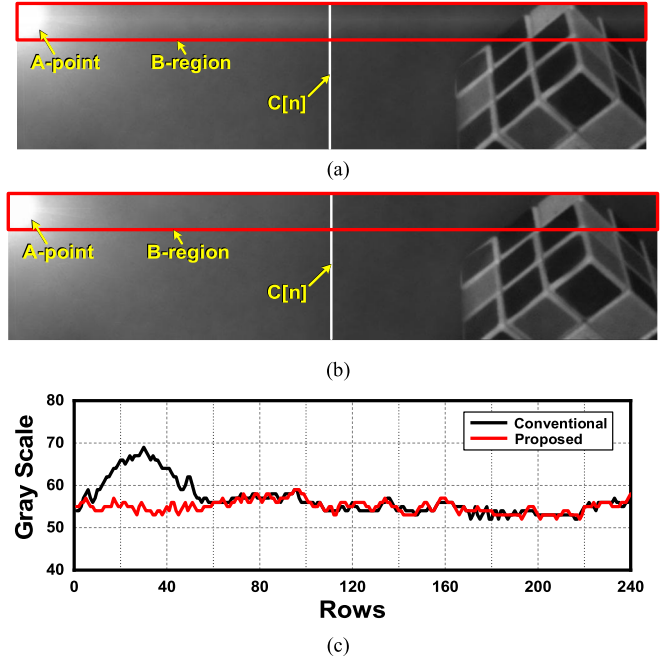 A-point
B-region
C[n]
(a)
A-point
B-region
C[n]
(b)
80
70
60
50
40
Gray Scale
Conventional
Proposed
0 40 80 120 160 200 240
Rows
(c)